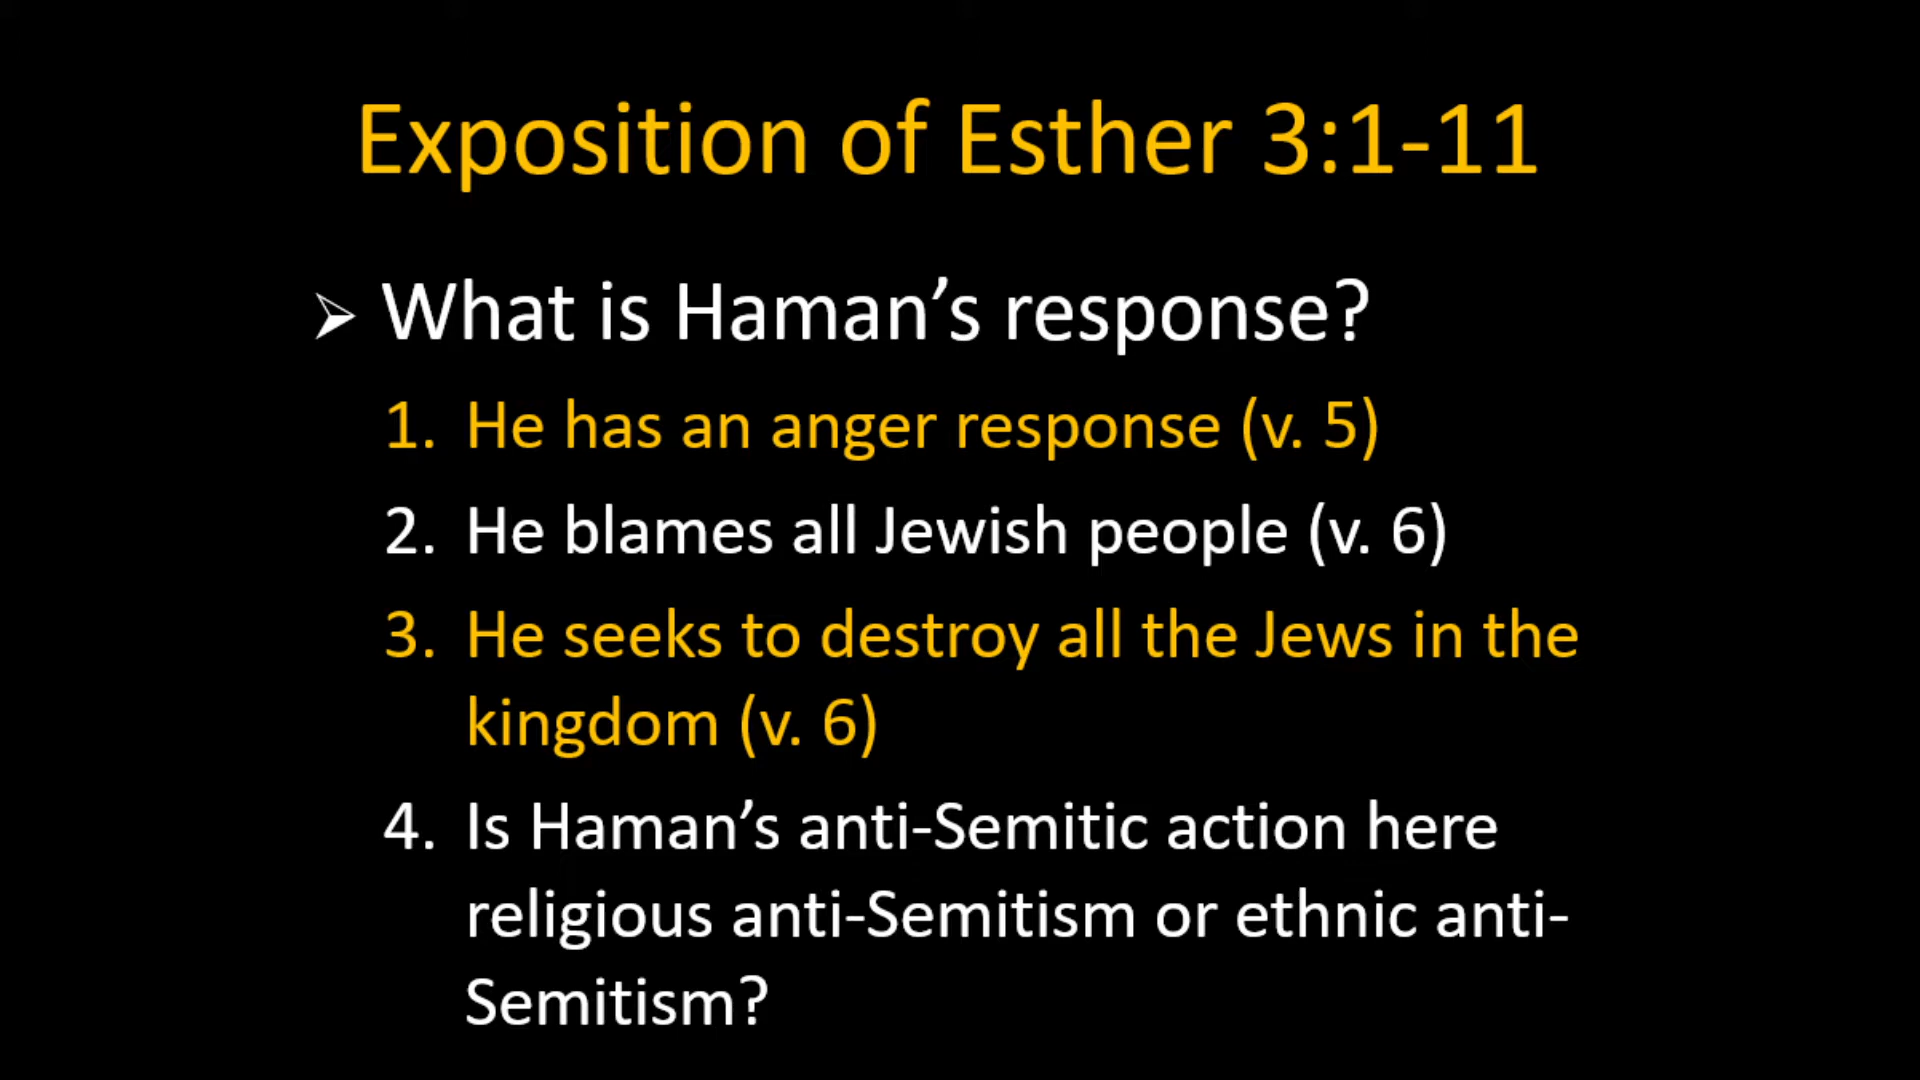 Exposition of Esther 3:1-11
➢ What is Haman’s response?
1. He has an anger response (v. 5)
2. He blames all Jewish people (v. 6)
3. He seeks to destroy all the Jews in the
kingdom (v. 6)
4. Is Haman’s anti-Semitic action here
religious anti-Semitism or ethnic anti-
Semitism?